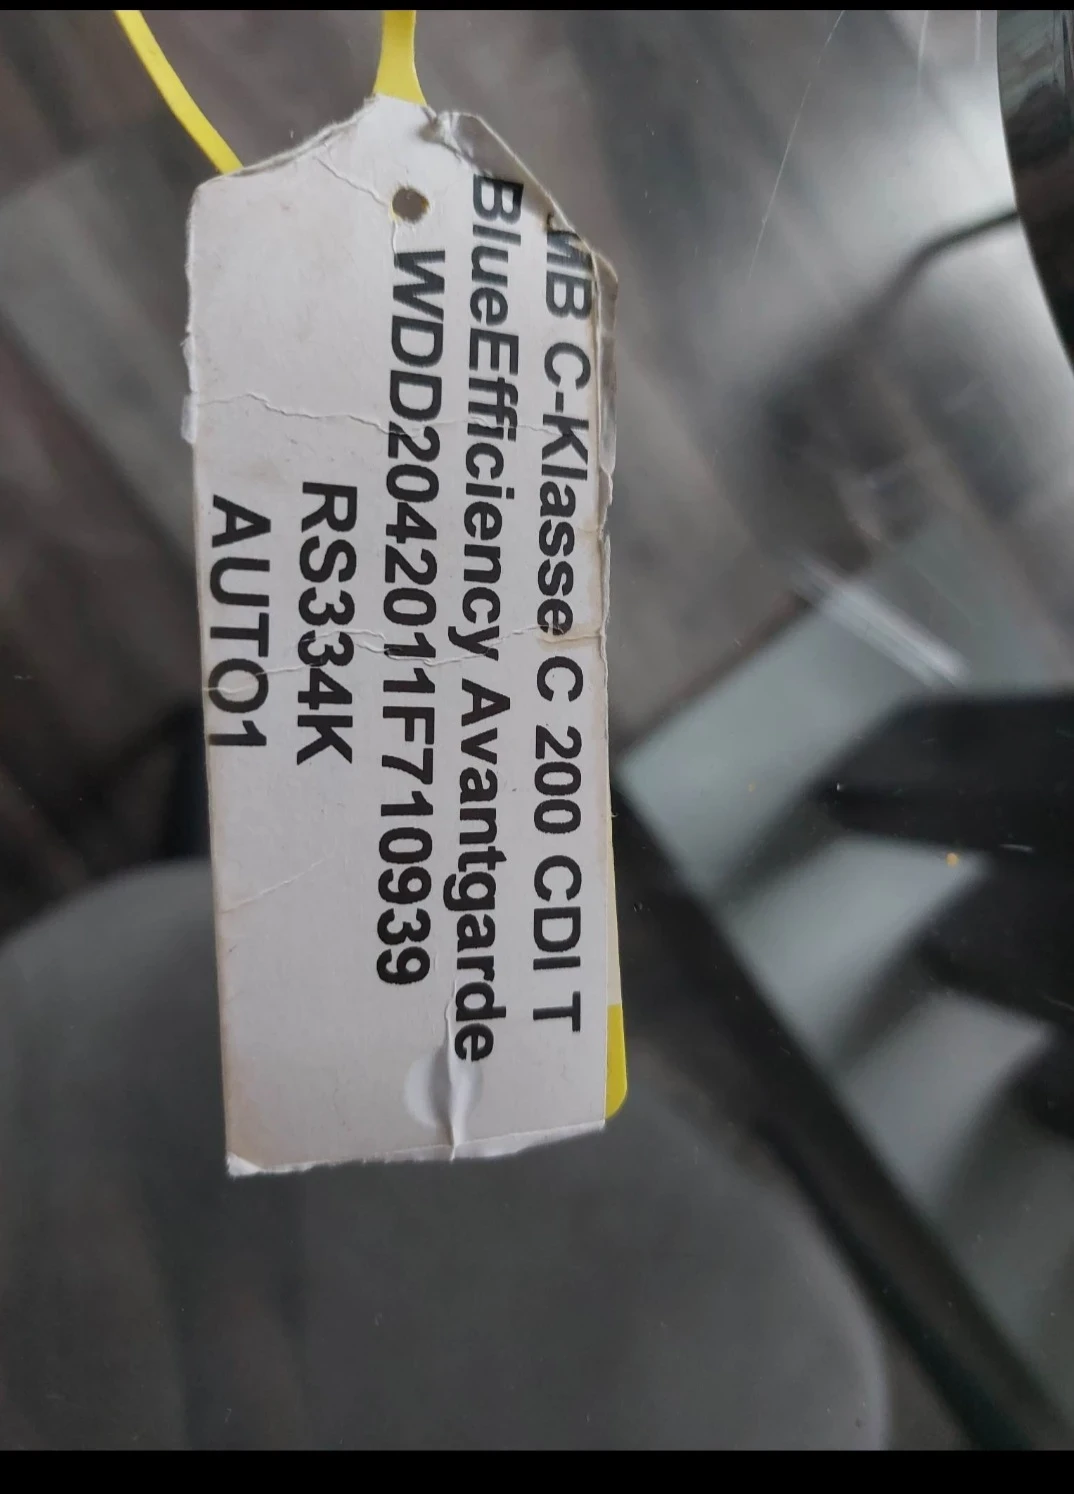 MB C-Klasse C 200 CDI T
BlueEfficiency Avantgarde
WDD2042011F710939
RS334K
AUTO1